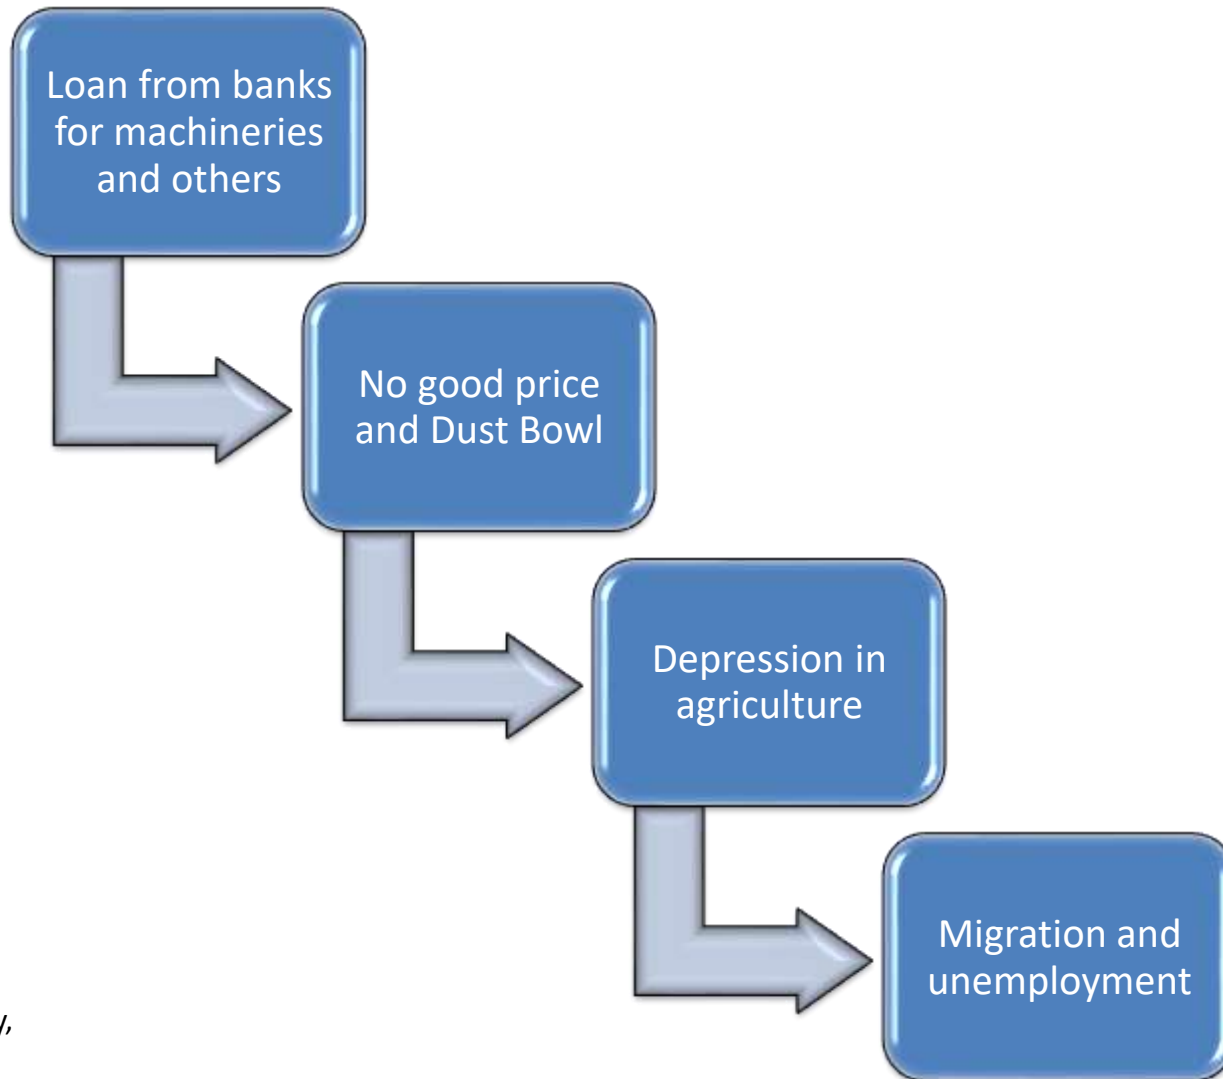 Loan from banks
for machineries
and others
No good price
and Dust Bowl
Depression in
agriculture
Migration and
unemployment